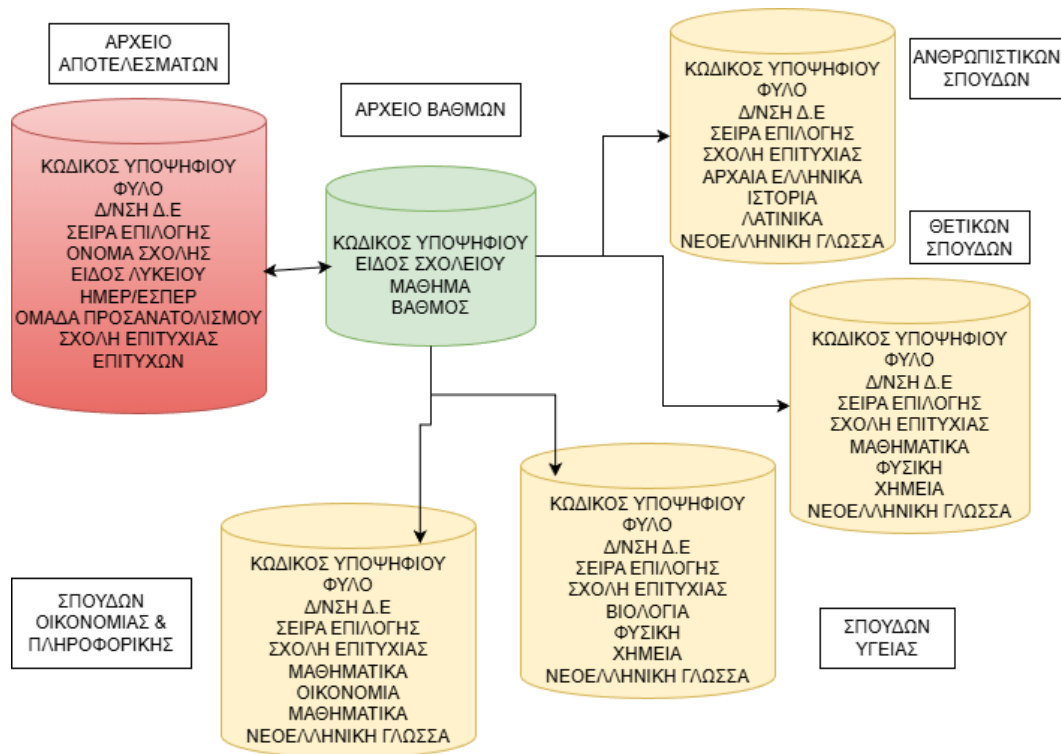 ΑΡΧΕΙΟ
ΑΠΟΤΕΛΕΣΜΑΤΩΝ
ΚΩΔΙΚΟΣ ΥΠΟΨΗΦΙΟΥ
ΦΥΛΟ
Δ/ΝΣΗ Δ.Ε
ΣΕΙΡΑ ΕΠΙΛΟΓΗΣ
ΟΝΟΜΑ ΣΧΟΛΗΣ
ΕΙΔΟΣ ΛΥΚΕΙΟΥ
ΗΜΕΡ/ΕΣΠΕΡ
ΟΜΑΔΑ ΠΡΟΣΑΝΑΤΟΛΙΣΜΟΥ
ΣΧΟΛΗ ΕΠΙΤΥΧΙΑΣ
ΕΠΙΤΥΧΩΝ
ΑΡΧΕΙΟ ΒΑΘΜΩΝ
ΚΩΔΙΚΟΣ ΥΠΟΨΗΦΙΟΥ
ΕΙΔΟΣ ΣΧΟΛΕΙΟΥ
ΜΑΘΗΜΑ
ΒΑΘΜΟΣ
ΑΝΘΡΩΠΙΣΤΙΚΩΝ
ΣΠΟΥΔΩΝ
ΚΩΔΙΚΟΣ ΥΠΟΨΗΦΙΟΥ
ΦΥΛΟ
Δ/ΝΣΗ Δ.Ε
ΣΕΙΡΑ ΕΠΙΛΟΓΗΣ
ΣΧΟΛΗ ΕΠΙΤΥΧΙΑΣ
ΑΡΧΑΙΑ ΕΛΛΗΝΙΚΑ
ΙΣΤΟΡΙΑ
ΛΑΤΙΝΙΚΑ
ΝΕΟΕΛΛΗΝΙΚΗ ΓΛΩΣΣΑ
ΘΕΤΙΚΩΝ
ΣΠΟΥΔΩΝ
ΚΩΔΙΚΟΣ ΥΠΟΨΗΦΙΟΥ
ΦΥΛΟ
Δ/ΝΣΗ Δ.Ε
ΣΕΙΡΑ ΕΠΙΛΟΓΗΣ
ΣΧΟΛΗ ΕΠΙΤΥΧΙΑΣ
ΜΑΘΗΜΑΤΙΚΑ
ΦΥΣΙΚΗ
ΧΗΜΕΙΑ
ΝΕΟΕΛΛΗΝΙΚΗ ΓΛΩΣΣΑ
ΣΠΟΥΔΩΝ
ΟΙΚΟΝΟΜΙΑΣ &
ΠΛΗΡΟΦΟΡΙΚΗΣ
ΚΩΔΙΚΟΣ ΥΠΟΨΗΦΙΟΥ
ΦΥΛΟ
Δ/ΝΣΗ Δ.Ε
ΣΕΙΡΑ ΕΠΙΛΟΓΗΣ
ΣΧΟΛΗ ΕΠΙΤΥΧΙΑΣ
ΜΑΘΗΜΑΤΙΚΑ
ΟΙΚΟΝΟΜΙΑ
ΜΑΘΗΜΑΤΙΚΑ
ΝΕΟΕΛΛΗΝΙΚΗ ΓΛΩΣΣΑ
ΚΩΔΙΚΟΣ ΥΠΟΨΗΦΙΟΥ
ΦΥΛΟ
Δ/ΝΣΗ Δ.Ε
ΣΕΙΡΑ ΕΠΙΛΟΓΗΣ
ΣΧΟΛΗ ΕΠΙΤΥΧΙΑΣ
ΒΙΟΛΟΓΙΑ
ΦΥΣΙΚΗ
ΧΗΜΕΙΑ
ΝΕΟΕΛΛΗΝΙΚΗ ΓΛΩΣΣΑ
ΣΠΟΥΔΩΝ
ΥΓΕΙΑΣ